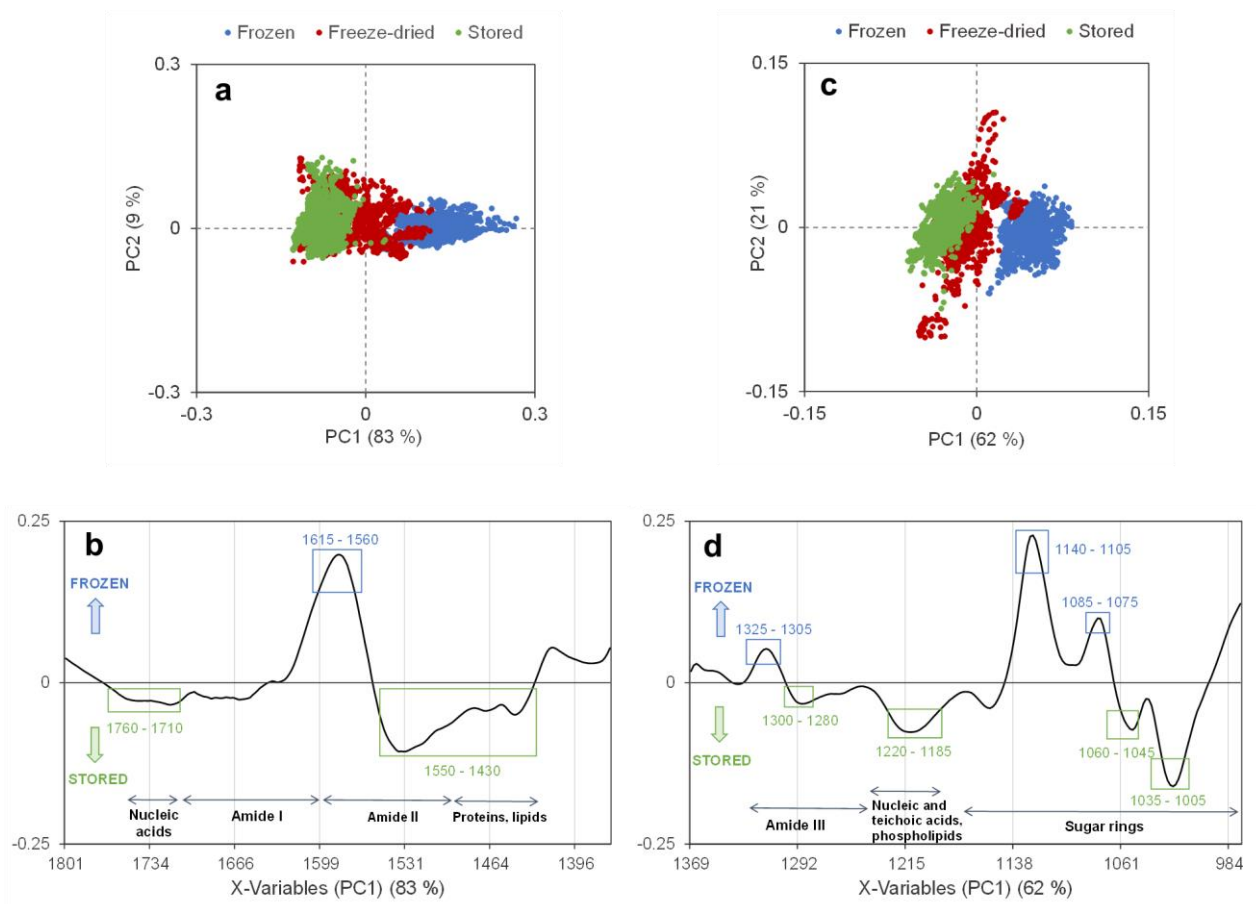 Frozen Freeze-dried Stored
0.3
a
PC2 (9 %)
0
-0.3
-0.3 0 0.3
PC1 (83 %)
Frozen Freeze-dried Stored
0.15
c
PC2 (21 %)
0
-0.15
-0.15 0 0.15
PC1 (62 %)
0.25
b
1615 - 1560
FROZEN
0
1760 - 1710
STORED
1550 - 1430
Nucleic
acids
Amide I
Amide II
Proteins, lipids
-0.25
1801 1734 1666 1599 1531 1464 1396
X-Variables (PC1) (83 %)
0.25
d
1140 - 1105
FROZEN
1085 - 1075
1325 - 1305
0
1300 - 1280
STORED
1220 - 1185
1060 - 1045
1035 - 1005
Amide III
Nucleic and
teichoic acids,
phospholipids
Sugar rings
-0.25
1369 1292 1215 1138 1061 984
X-Variables (PC1) (62 %)